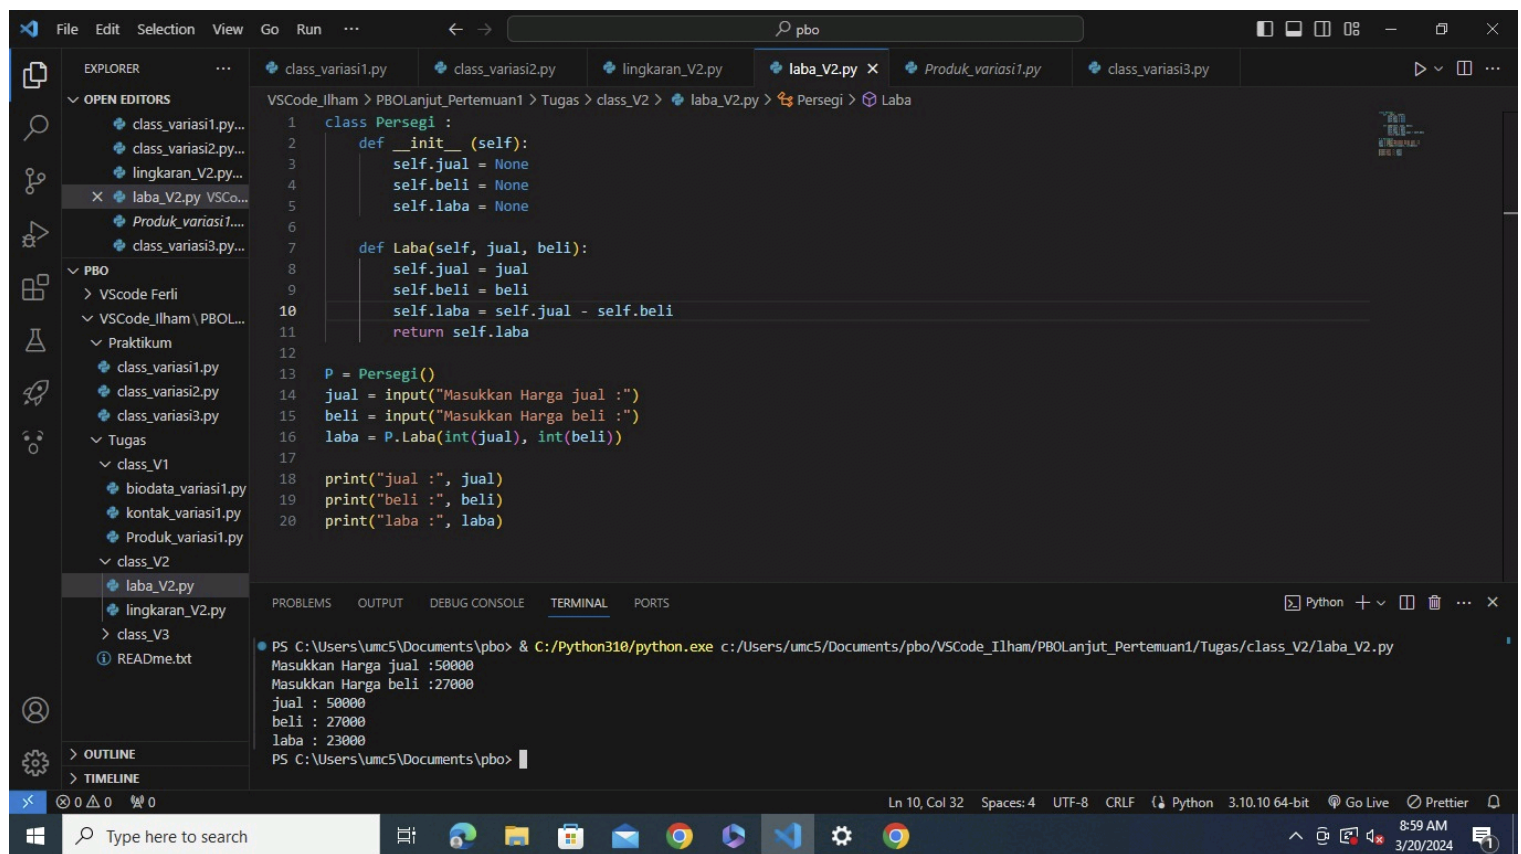 File Edit Selection View Go Run ··· pbo
EXPLORER ···
OPEN EDITORS
class_variasi1.py...
class_variasi2.py...
lingkaran_V2.py...
laba_V2.py VSCo...
Produk_variasi1....
class_variasi3.py...
PBO
VScode Ferli
VSCode_Ilham \ PBOL...
Praktikum
class_variasi1.py
class_variasi2.py
class_variasi3.py
Tugas
class_V1
biodata_variasi1.py
kontak_variasi1.py
Produk_variasi1.py
class_V2
laba_V2.py
lingkaran_V2.py
class_V3
READme.txt
OUTLINE
TIMELINE
class_variasi1.py class_variasi2.py lingkaran_V2.py laba_V2.py Produk_variasi1.py class_variasi3.py
VSCode_Ilham > PBOLanjut_Pertemuan1 > Tugas > class_V2 > laba_V2.py > Persegi > Laba
1 class Persegi :
2 def __init__ (self):
3 self.jual = None
4 self.beli = None
5 self.laba = None
6
7 def Laba(self, jual, beli):
8 self.jual = jual
9 self.beli = beli
10 self.laba = self.jual - self.beli
11 return self.laba
12
13 P = Persegi()
14 jual = input("Masukkan Harga jual :")
15 beli = input("Masukkan Harga beli :")
16 laba = P.Laba(int(jual), int(beli))
17
18 print("jual :", jual)
19 print("beli :", beli)
20 print("laba :", laba)
PROBLEMS OUTPUT DEBUG CONSOLE TERMINAL PORTS Python
PS C:\Users\umc5\Documents\pbo> & C:/Python310/python.exe c:/Users/umc5/Documents/pbo/VSCode_Ilham/PBOLanjut_Pertemuan1/Tugas/class_V2/laba_V2.py
Masukkan Harga jual :50000
Masukkan Harga beli :27000
jual : 50000
beli : 27000
laba : 23000
PS C:\Users\umc5\Documents\pbo>
0 0 0 Ln 10, Col 32 Spaces: 4 UTF-8 CRLF Python 3.10.10 64-bit Go Live Prettier
Type here to search
8:59 AM
3/20/2024
1